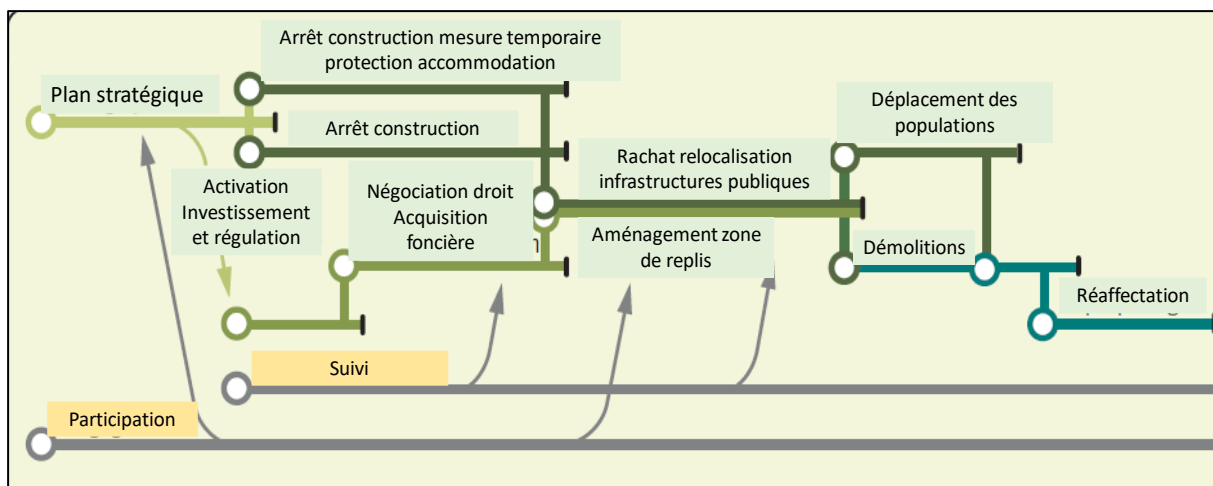 Arrêt construction mesure temporaire
protection accommodation
Plan stratégique
Arrêt construction
Activation
Investissement
et régulation
Négociation droit
Acquisition
foncière
Rachat relocalisation
infrastructures publiques
Aménagement zone
de replis
Déplacement des
populations
Démolitions
Réaffectation
Suivi
Participation